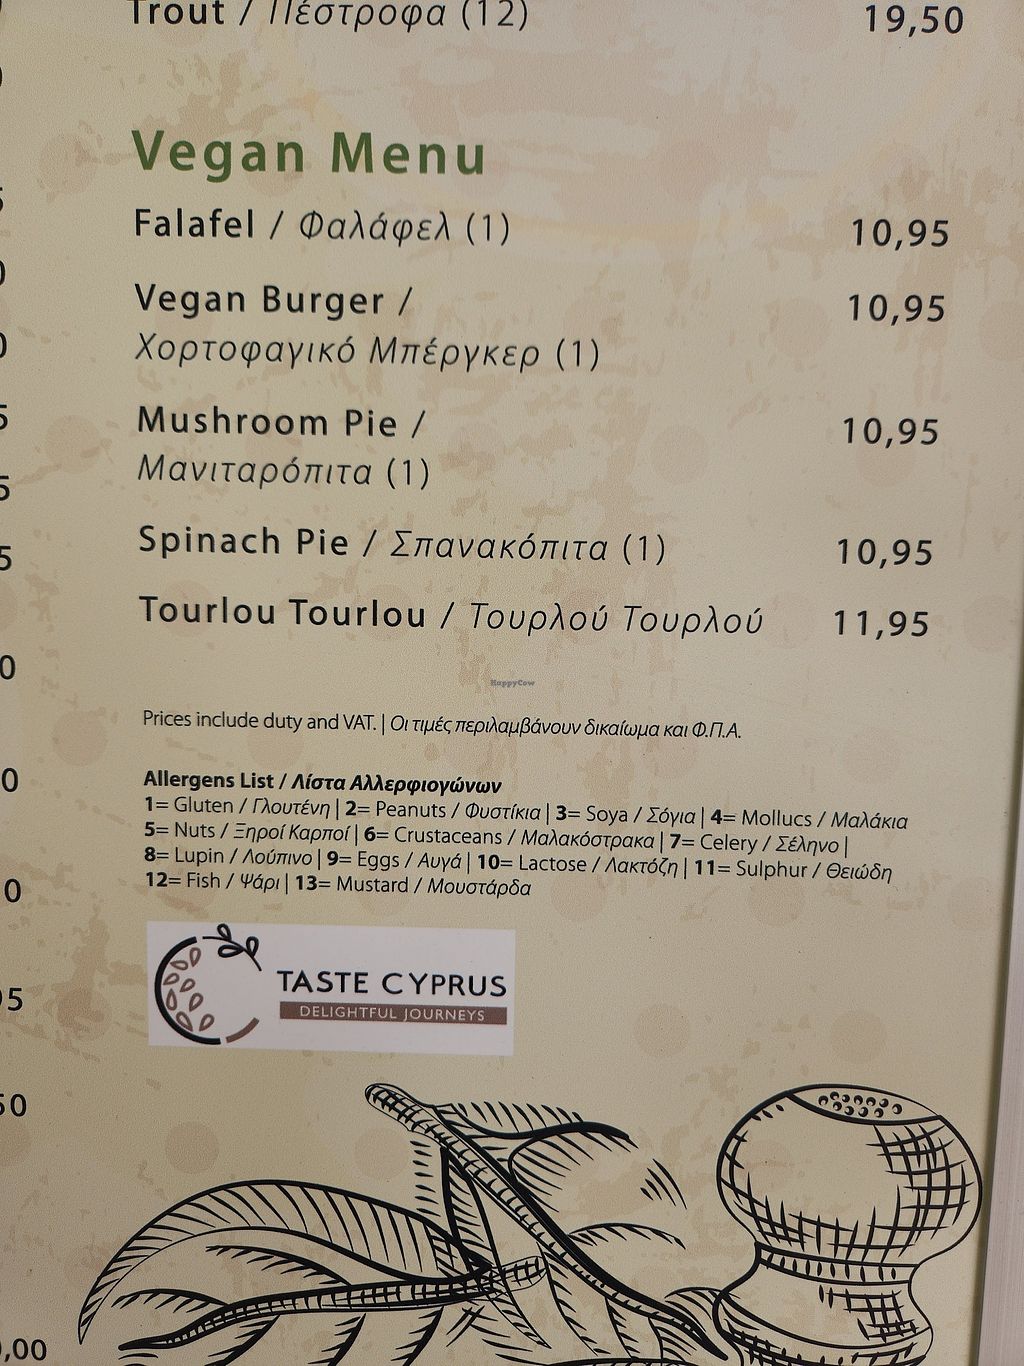 Trout / Πέστροφα (12) 19,50
Vegan Menu
Falafel / Φαλάφελ (1) 10,95
Vegan Burger / 10,95
Χορτοφαγικό Μπέργκερ (1)
Mushroom Pie / 10,95
Μανιταρόπιτα (1)
Spinach Pie / Σπανακόπιτα (1) 10,95
Tourlou Tourlou / Τουρλού Τουρλού 11,95
HappyCow
Prices include duty and VAT. | Οι τιμές περιλαμβάνουν δικαίωμα και Φ.Π.Α.
Allergens List / Λίστα Αλλερφιογώνων
1= Gluten / Γλουτένη | 2= Peanuts / Φυστίκια | 3= Soya / Σόγια | 4= Mollucs / Μαλάκια
5= Nuts / Ξηροί Καρποί | 6= Crustaceans / Μαλακόστρακα | 7= Celery / Σέληνο |
8= Lupin / Λούπινο | 9= Eggs / Αυγά | 10= Lactose / Λακτόζη | 11= Sulphur / Θειώδη
12= Fish / Ψάρι | 13= Mustard / Μουστάρδα
TASTE CYPRUS
DELIGHTFUL JOURNEYS